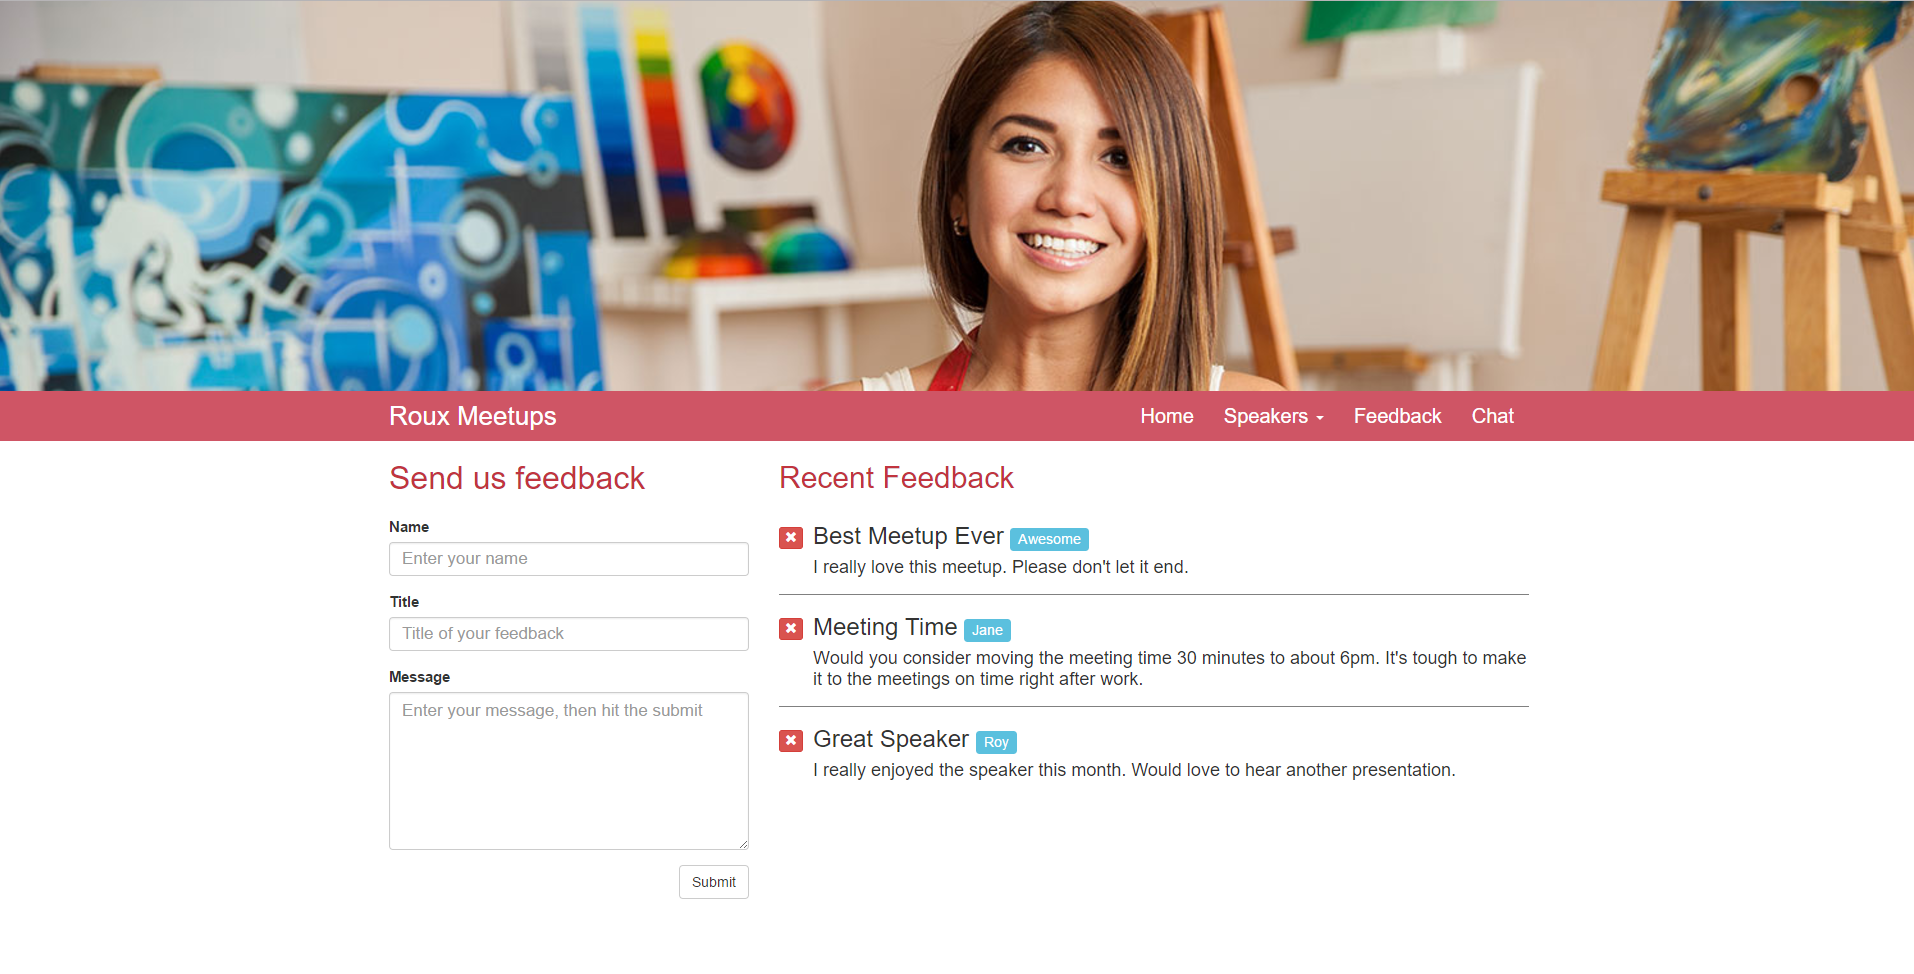 Roux Meetups
Home Speakers Feedback Chat
Send us feedback
Name
Enter your name
Title
Title of your feedback
Message
Enter your message, then hit the submit
Submit
Recent Feedback
Best Meetup Ever Awesome
I really love this meetup. Please don't let it end.
Meeting Time Jane
Would you consider moving the meeting time 30 minutes to about 6pm. It's tough to make
it to the meetings on time right after work.
Great Speaker Roy
I really enjoyed the speaker this month. Would love to hear another presentation.